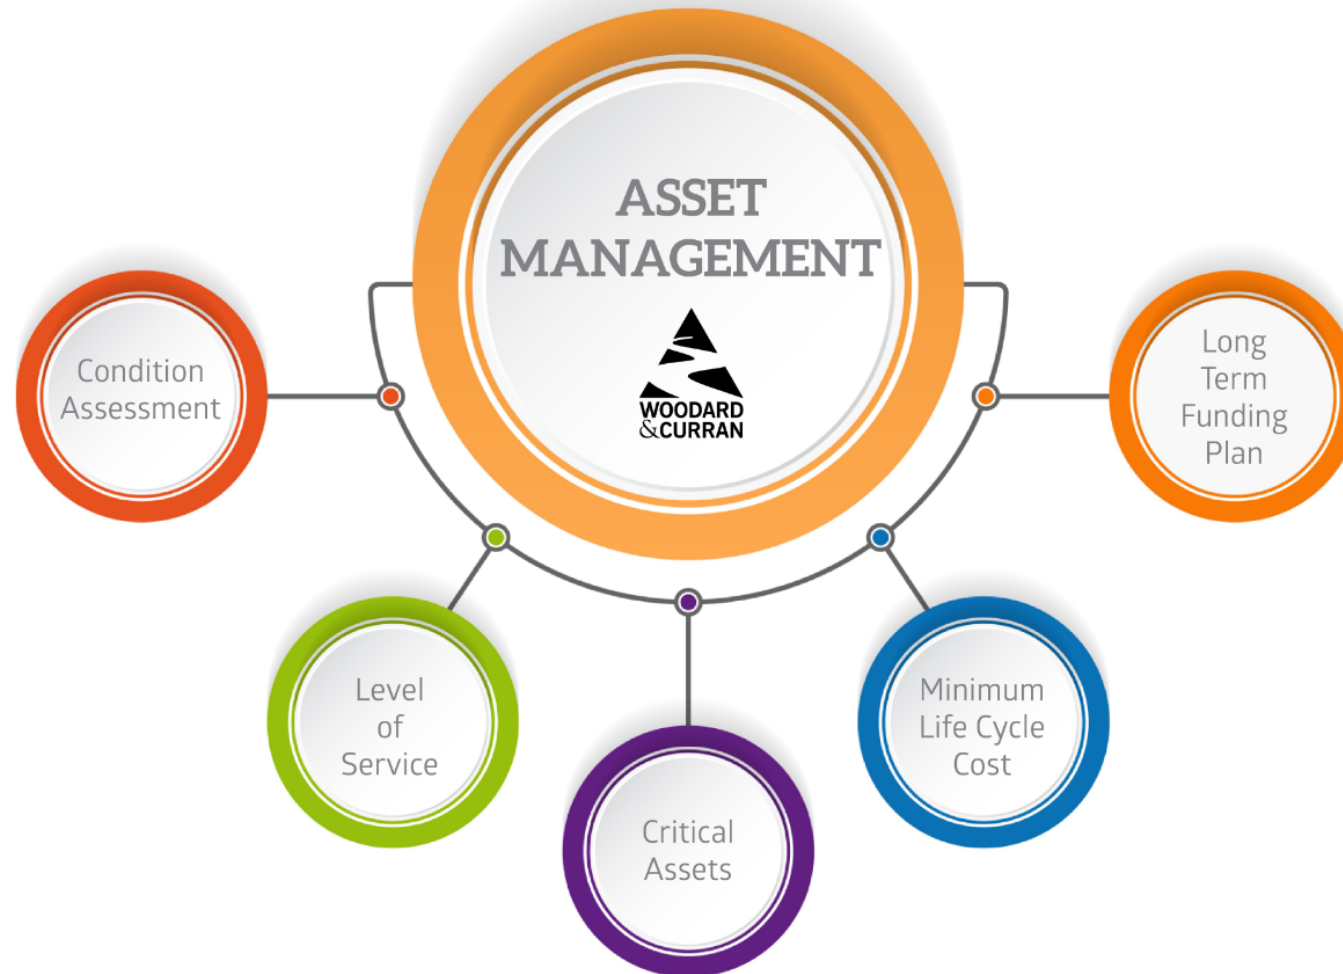 ASSET
MANAGEMENT
WOODARD
&CURRAN
Condition
Assessment
Level
of
Service
Critical
Assets
Minimum
Life Cycle
Cost
Long
Term
Funding
Plan